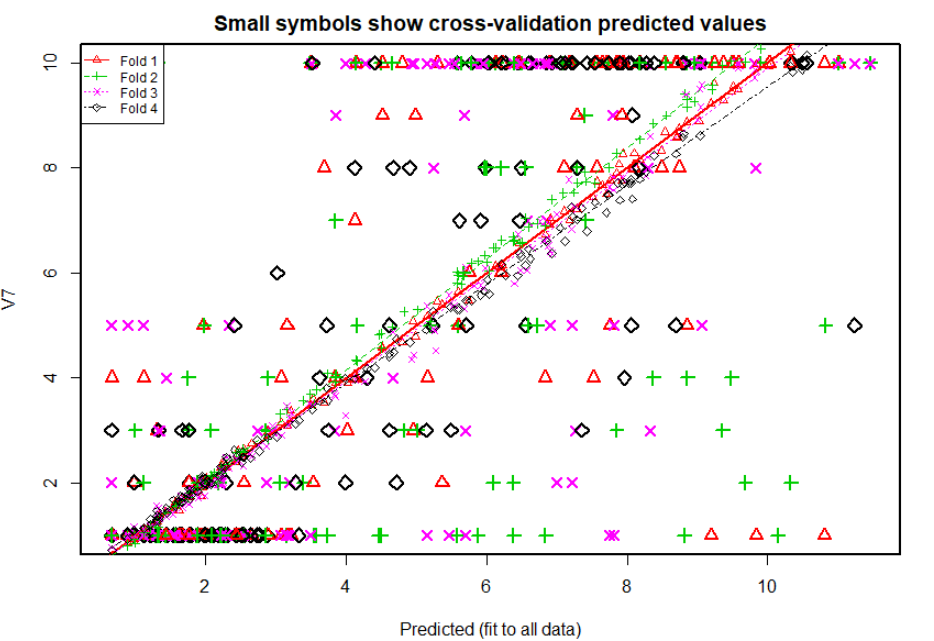 Small symbols show cross-validation predicted values
Fold 1
Fold 2
Fold 3
Fold 4
10
8
6
4
2
V7
2 4 6 8 10
Predicted (fit to all data)